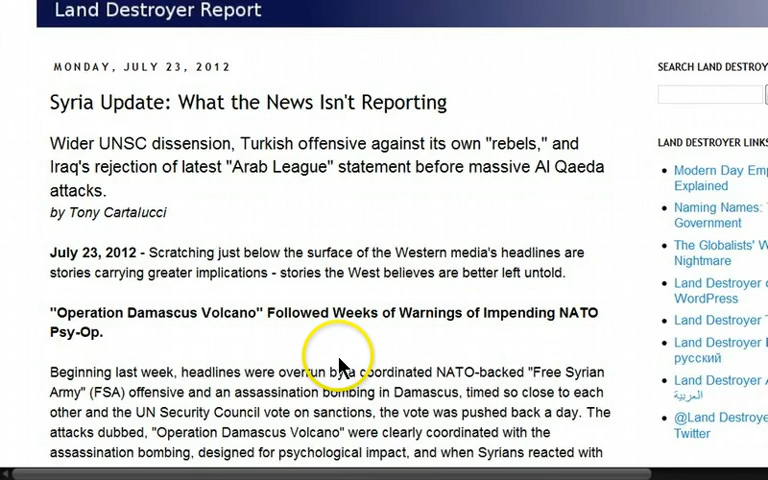 Land Destroyer Report
MONDAY, JULY 23, 2012
Syria Update: What the News Isn't Reporting
Wider UNSC dissension, Turkish offensive against its own "rebels," and
Iraq's rejection of latest "Arab League" statement before massive Al Qaeda
attacks.
by Tony Cartalucci
July 23, 2012 - Scratching just below the surface of the Western media's headlines are
stories carrying greater implications - stories the West believes are better left untold.
"Operation Damascus Volcano" Followed Weeks of Warnings of Impending NATO
Psy-Op.
Beginning last week, headlines were overrun by a coordinated NATO-backed "Free Syrian
Army" (FSA) offensive and an assassination bombing in Damascus, timed so close to each
other and the UN Security Council vote on sanctions, the vote was pushed back a day. The
attacks dubbed, "Operation Damascus Volcano" were clearly coordinated with the
assassination bombing, designed for psychological impact, and when Syrians reacted with
SEARCH LAND DESTROY
LAND DESTROYER LINKS
Modern Day Emp
Explained
Naming Names:
Government
The Globalists' W
Nightmare
Land Destroyer o
WordPress
Land Destroyer
Land Destroyer
русский
Land Destroyer
العربية
@Land Destroye
Twitter